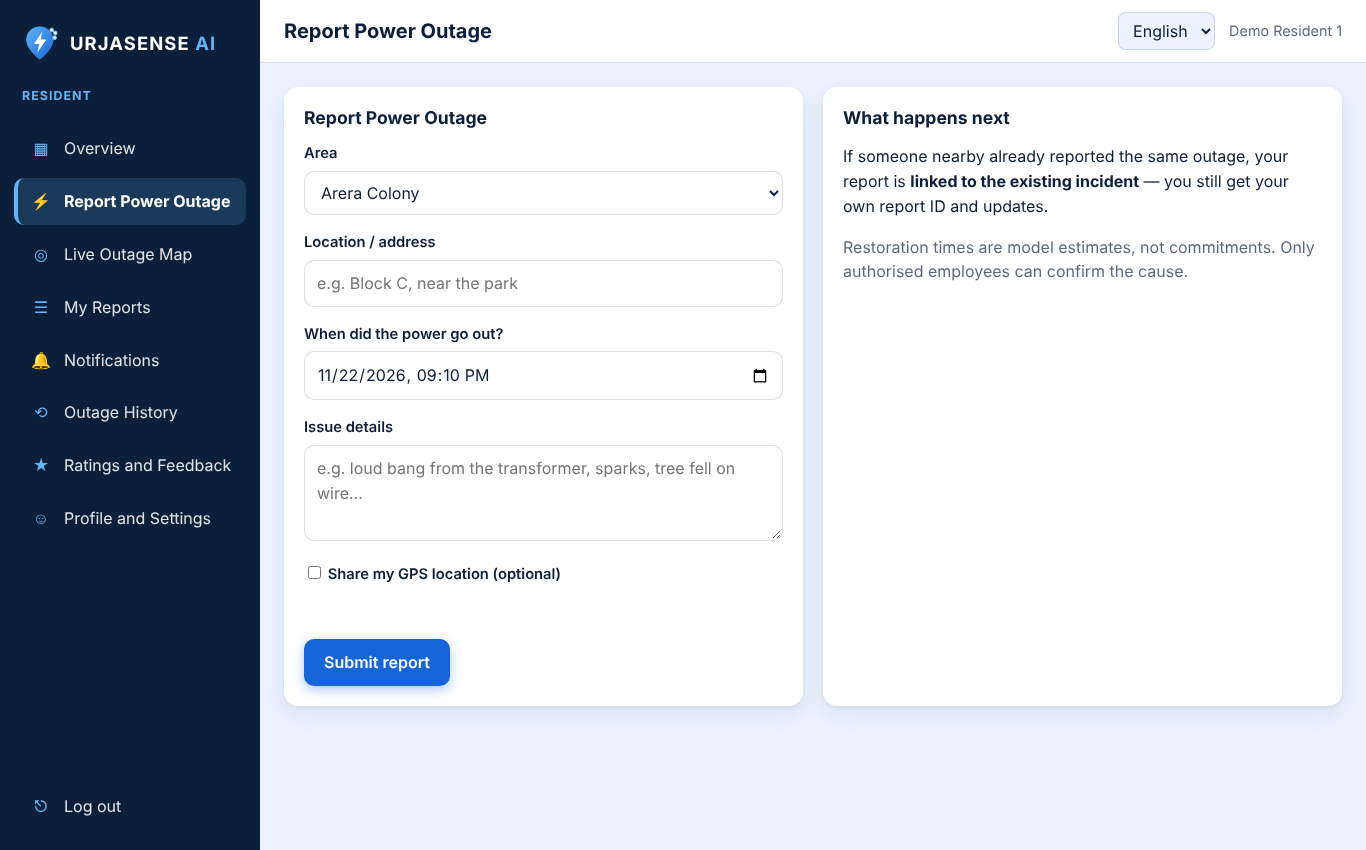 URJASENSE AI
RESIDENT
Overview
Report Power Outage
Live Outage Map
My Reports
Notifications
Outage History
Ratings and Feedback
Profile and Settings
Log out
Report Power Outage
English
Demo Resident 1
Report Power Outage
Area
Arera Colony
Location / address
e.g. Block C, near the park
When did the power go out?
11/22/2026, 09:10 PM
Issue details
e.g. loud bang from the transformer, sparks, tree fell on
wire...
Share my GPS location (optional)
Submit report
What happens next
If someone nearby already reported the same outage, your
report is linked to the existing incident — you still get your
own report ID and updates.
Restoration times are model estimates, not commitments. Only
authorised employees can confirm the cause.